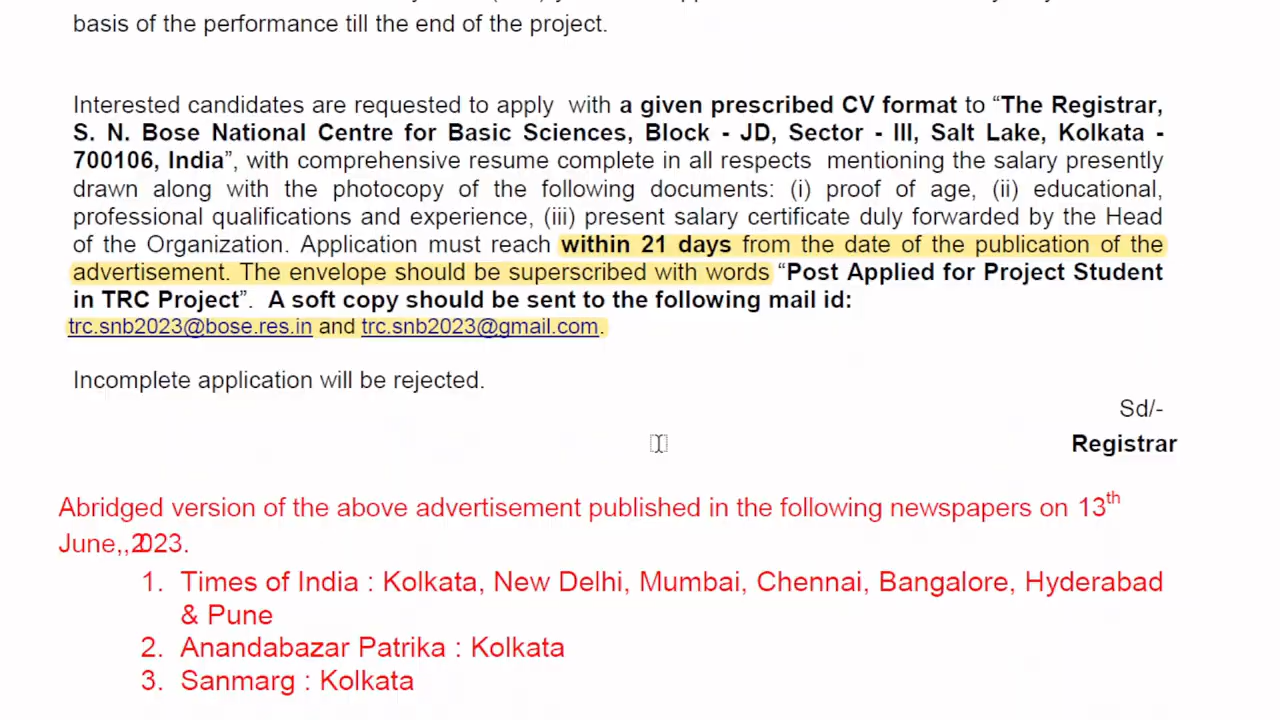 basis of the performance till the end of the project.
Interested candidates are requested to apply with a given prescribed CV format to “The Registrar,
S. N. Bose National Centre for Basic Sciences, Block - JD, Sector - III, Salt Lake, Kolkata -
700106, India”, with comprehensive resume complete in all respects mentioning the salary presently
drawn along with the photocopy of the following documents: (i) proof of age, (ii) educational,
professional qualifications and experience, (iii) present salary certificate duly forwarded by the Head
of the Organization. Application must reach within 21 days from the date of the publication of the
advertisement. The envelope should be superscribed with words “Post Applied for Project Student
in TRC Project”. A soft copy should be sent to the following mail id:
trc.snb2023@bose.res.in and trc.snb2023@gmail.com.
Incomplete application will be rejected.
Sd/-
Registrar
Abridged version of the above advertisement published in the following newspapers on 13th
June,,2023.
1. Times of India : Kolkata, New Delhi, Mumbai, Chennai, Bangalore, Hyderabad
& Pune
2. Anandabazar Patrika : Kolkata
3. Sanmarg : Kolkata